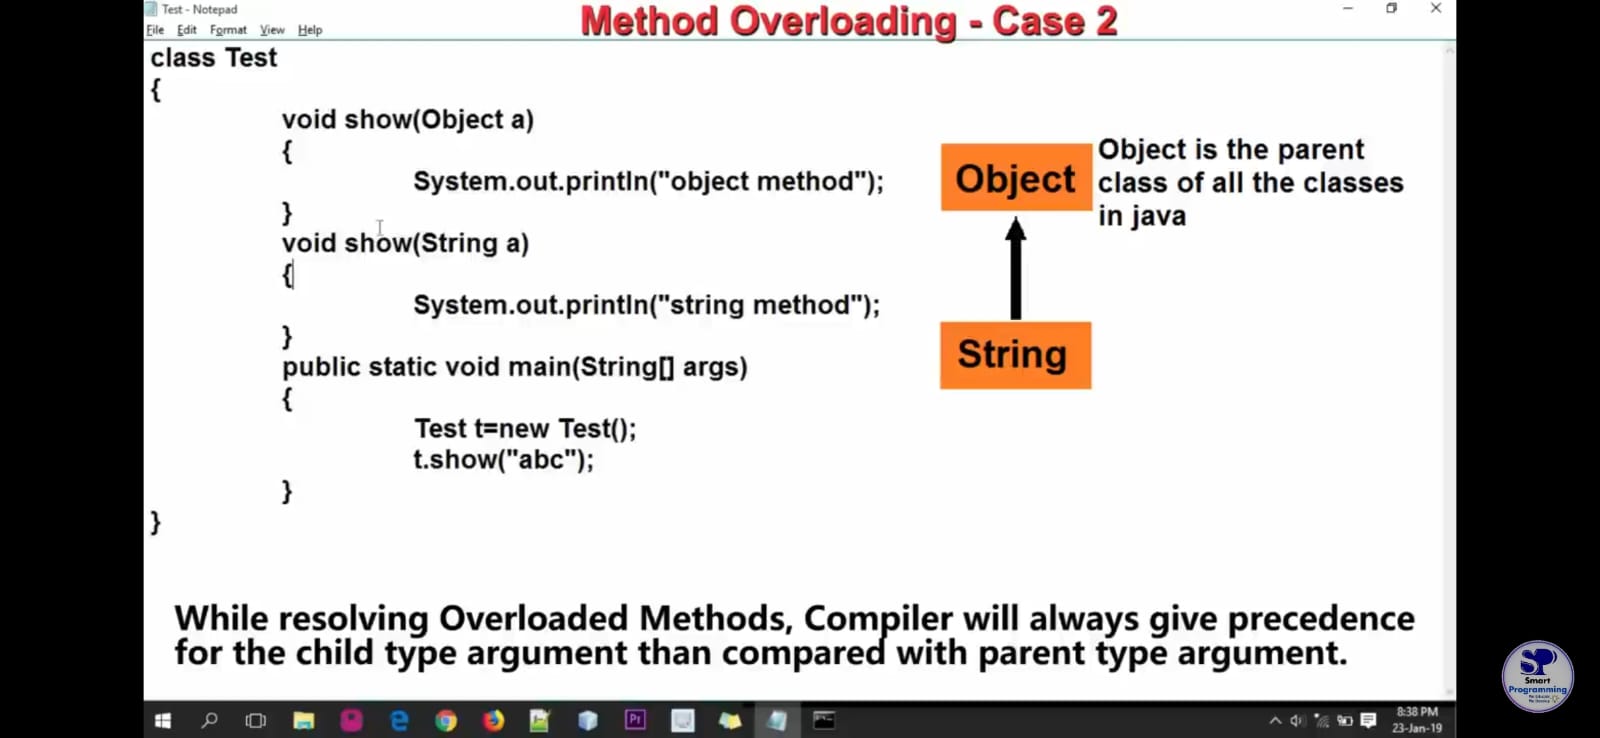 Test - Notepad
Method Overloading - Case 2
File Edit Format View Help
class Test
{
void show(Object a)
{
System.out.println("object method");
}
void show(String a)
{
System.out.println("string method");
}
public static void main(String[] args)
{
Test t=new Test();
t.show("abc");
}
}
Object
Object is the parent
class of all the classes
in java
String
While resolving Overloaded Methods, Compiler will always give precedence
for the child type argument than compared with parent type argument.
SP
Smart
Programming
Pr
8:38 PM
23-Jan-19